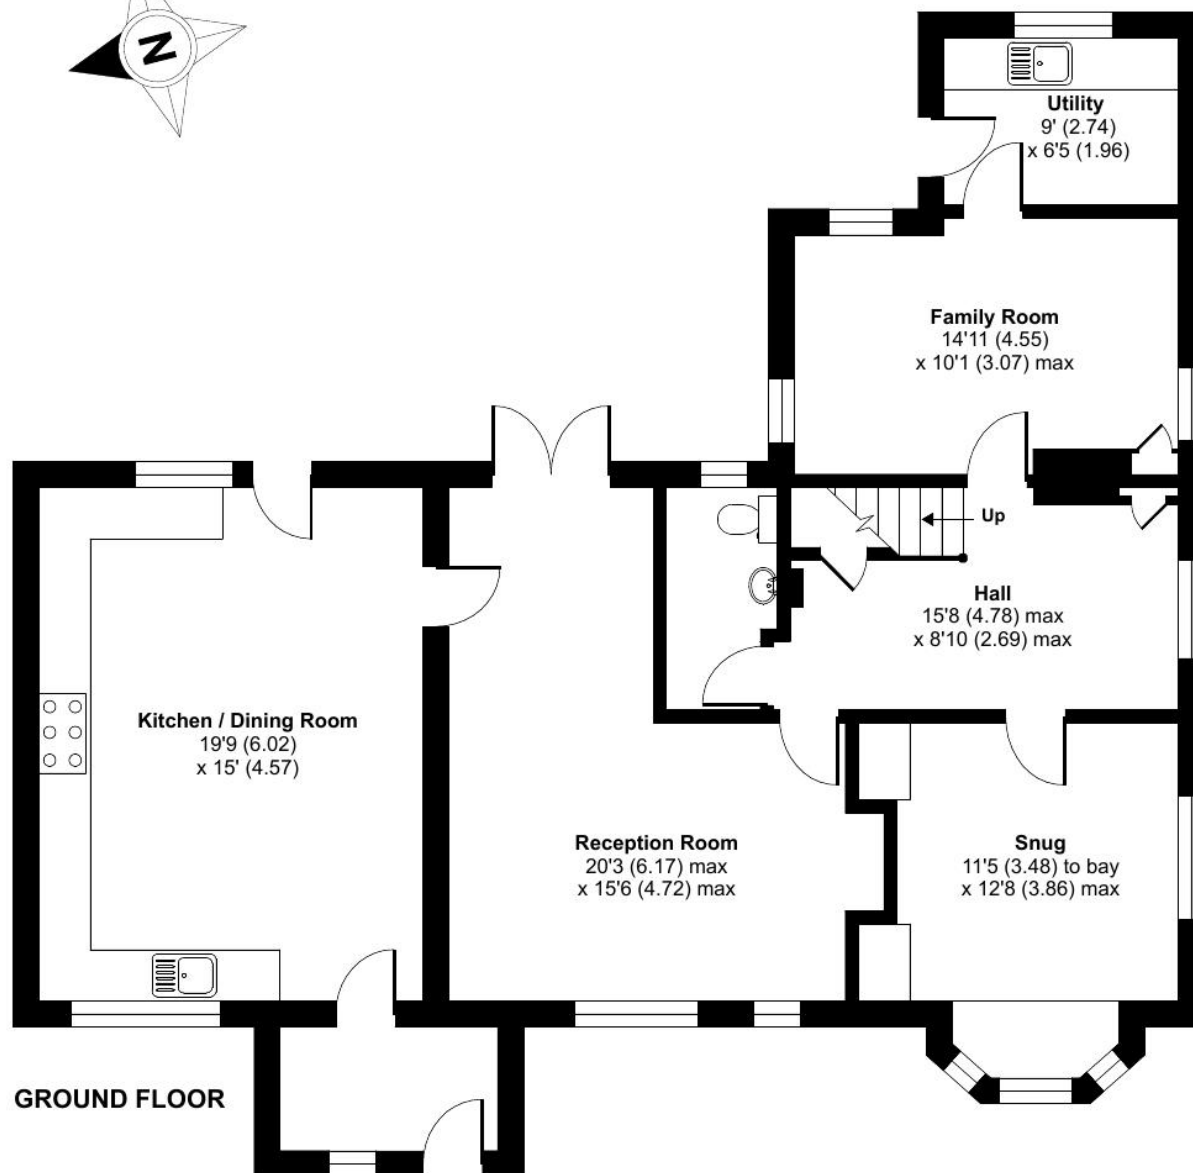 N
Utility
9' (2.74)
x 6'5 (1.96)
Family Room
14'11 (4.55)
x 10'1 (3.07) max
Up
Hall
15'8 (4.78) max
x 8'10 (2.69) max
Kitchen / Dining Room
19'9 (6.02)
x 15' (4.57)
Reception Room
20'3 (6.17) max
x 15'6 (4.72) max
Snug
11'5 (3.48) to bay
x 12'8 (3.86) max
GROUND FLOOR